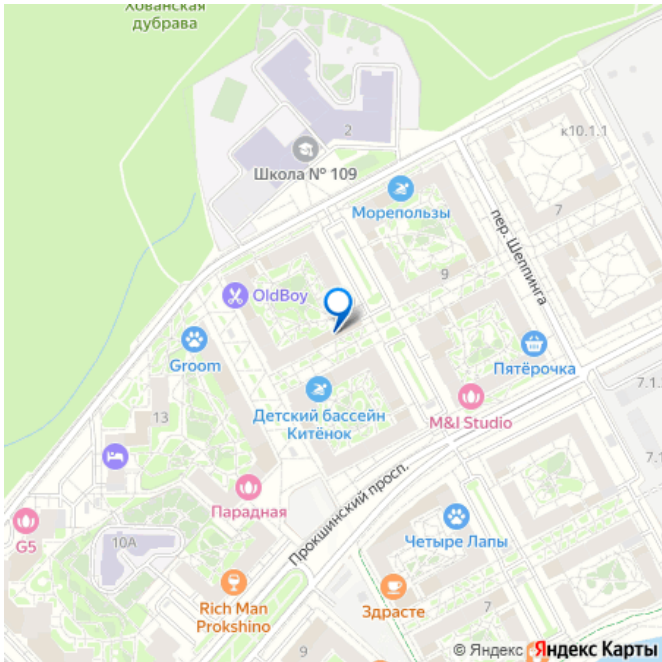 Хованская
дубрава
к10.1.1
2
Школа № 109
Морепользы
7
пер. Шеппинга
9
OldBoy
Groom
Пятёрочка
Детский бассейн
Китёнок
7.1.
M&I Studio
13
7.1
Прокшинский просп.
Парадная
G5
10А
Четыре Лапы
Rich Man
Prokshino
Здрасте
7
9
© Яндекс Яндекс Карты